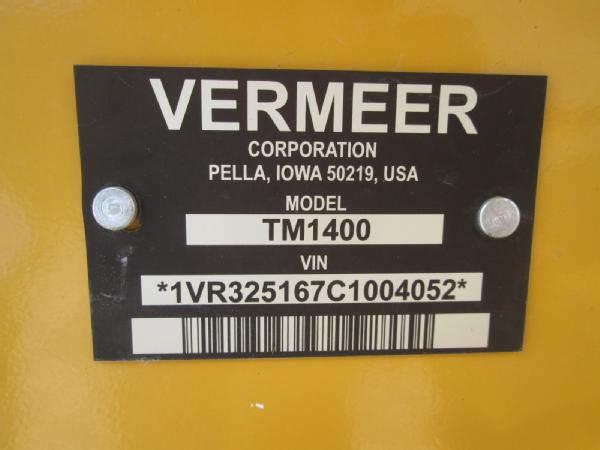 VERMEER
CORPORATION
PELLA, IOWA 50219, USA
MODEL
TM1400
VIN
*1VR325167C1004052*